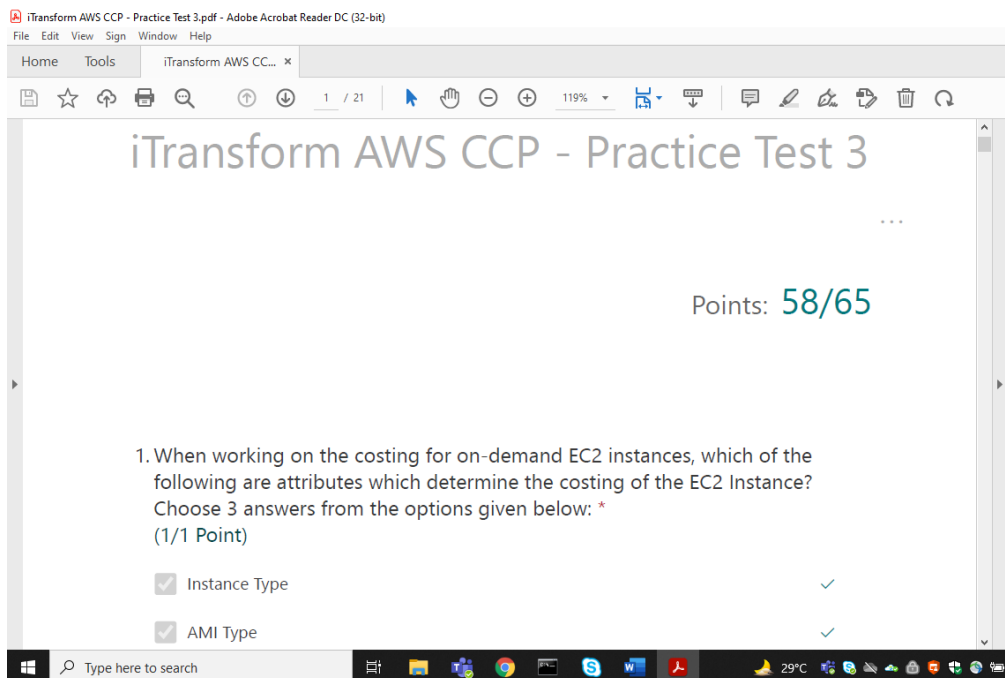 iTransform AWS CCP - Practice Test 3.pdf - Adobe Acrobat Reader DC (32-bit)
File Edit View Sign Window Help
Home Tools iTransform AWS CC... ×
1 / 21 119%
iTransform AWS CCP - Practice Test 3
...
Points: 58/65
1. When working on the costing for on-demand EC2 instances, which of the
following are attributes which determine the costing of the EC2 Instance?
Choose 3 answers from the options given below: *
(1/1 Point)
Instance Type
AMI Type
Type here to search 29°C